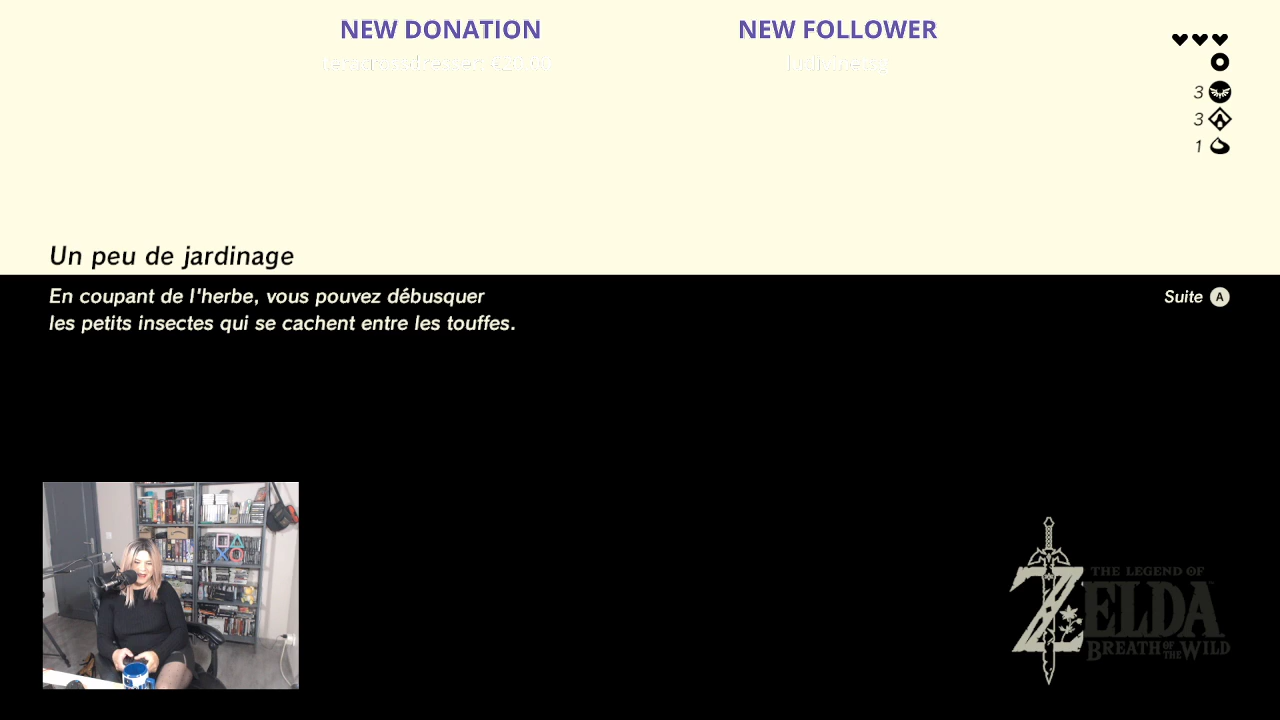 NEW DONATION
NEW FOLLOWER
3
3
1
Un peu de jardinage
En coupant de l'herbe, vous pouvez débusquer
les petits insectes qui se cachent entre les touffes.
Suite A
THE LEGEND OF
ZELDA
BREATH OF THE WILD